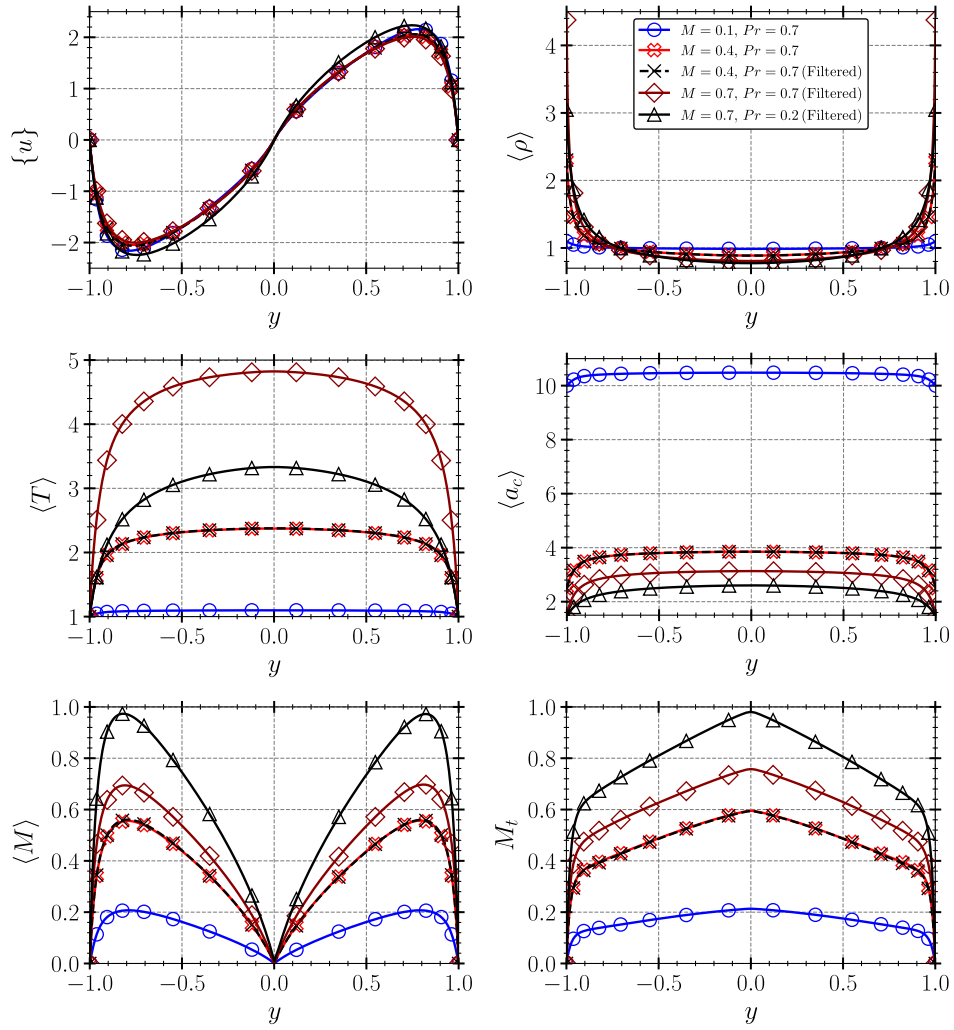 2
1
0
−1
−2
{u}
−1.0 −0.5 0.0 0.5 1.0
y
4
3
2
1
⟨ρ⟩
M = 0.1, Pr = 0.7
M = 0.4, Pr = 0.7
M = 0.4, Pr = 0.7 (Filtered)
M = 0.7, Pr = 0.7 (Filtered)
M = 0.7, Pr = 0.2 (Filtered)
−1.0 −0.5 0.0 0.5 1.0
y
5
4
3
2
1
⟨T⟩
−1.0 −0.5 0.0 0.5 1.0
y
10
8
6
4
2
⟨a_c⟩
−1.0 −0.5 0.0 0.5 1.0
y
1.0
0.8
0.6
0.4
0.2
0.0
⟨M⟩
−1.0 −0.5 0.0 0.5 1.0
y
1.0
0.8
0.6
0.4
0.2
0.0
M_t
−1.0 −0.5 0.0 0.5 1.0
y